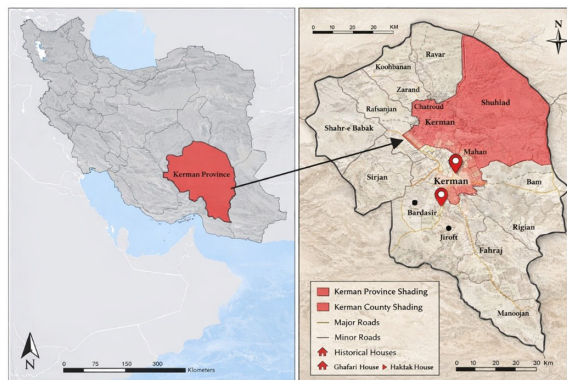 Kerman Province
N
0 75 150 300
Klometers
0 10 20 30 KM
N
Ravar
Koohbanan
Zarand
Chatroud
Shuhlad
Rafsanjan
Kerman
Shahr-e Babak
Mahan
Kerman
Sirjan
Bam
Bardasir
Rigian
Jiroft
Fahraj
Manoojan
Kerman Province Shading
Kerman County Shading
Major Roads
Minor Roads
Historical Houses
Ghafari House Haktak House
0 10 20 30
Km